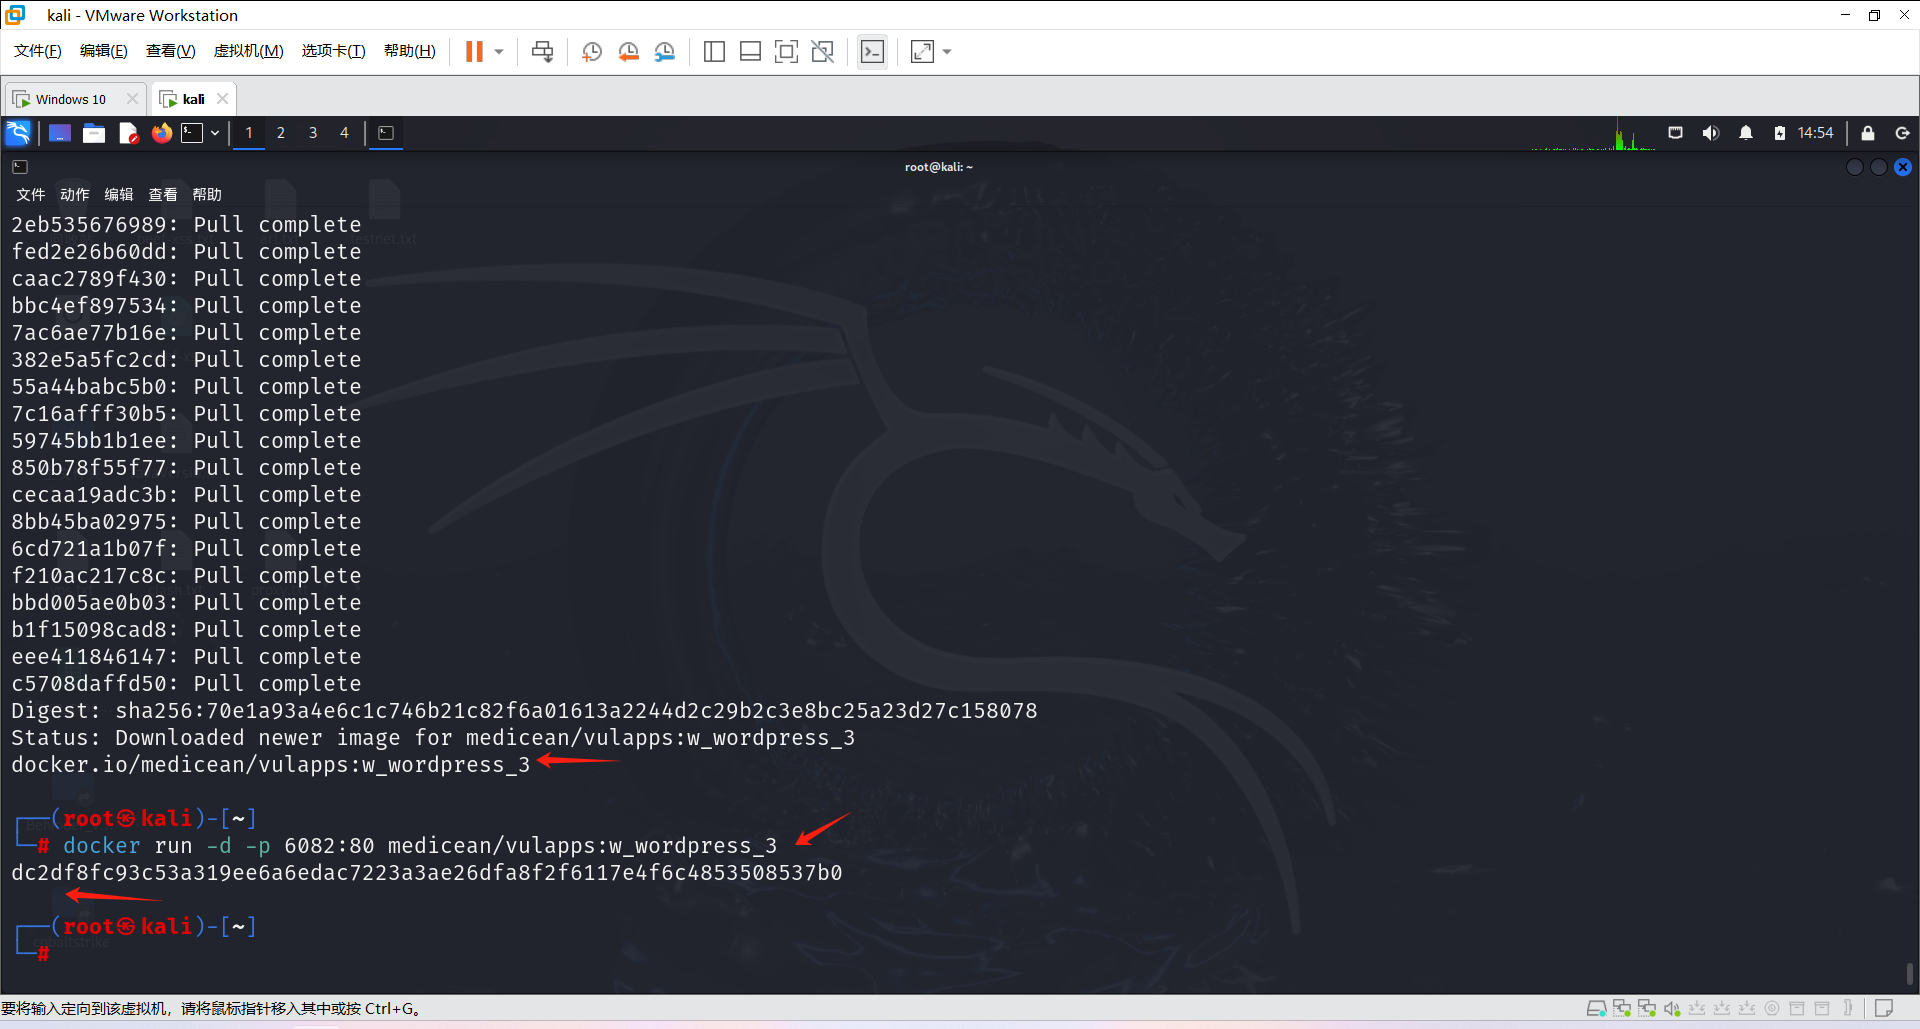 kali - VMware Workstation
文件(F) 编辑(E) 查看(V) 虚拟机(M) 选项卡(T) 帮助(H)
Windows 10 kali
1 2 3 4 14:54
root@kali: ~
文件 动作 编辑 查看 帮助
2eb535676989: Pull complete
fed2e26b60dd: Pull complete
caac2789f430: Pull complete
bbc4ef897534: Pull complete
7ac6ae77b16e: Pull complete
382e5a5fc2cd: Pull complete
55a44babc5b0: Pull complete
7c16afff30b5: Pull complete
59745bb1b1ee: Pull complete
850b78f55f77: Pull complete
cecaa19adc3b: Pull complete
8bb45ba02975: Pull complete
6cd721a1b07f: Pull complete
f210ac217c8c: Pull complete
bbd005ae0b03: Pull complete
b1f15098cad8: Pull complete
eee411846147: Pull complete
c5708daffd50: Pull complete
Digest: sha256:70e1a93a4e6c1c746b21c82f6a01613a2244d2c29b2c3e8bc25a23d27c158078
Status: Downloaded newer image for medicean/vulapps:w_wordpress_3
docker.io/medicean/vulapps:w_wordpress_3
┌──(root㉿kali)-[~]
└─# docker run -d -p 6082:80 medicean/vulapps:w_wordpress_3
dc2df8fc93c53a319ee6a6edac7223a3ae26dfa8f2f6117e4f6c4853508537b0
┌──(root㉿kali)-[~]
└─#
cobaltstrike
要将输入定向到该虚拟机，请将鼠标指针移入其中或按 Ctrl+G。